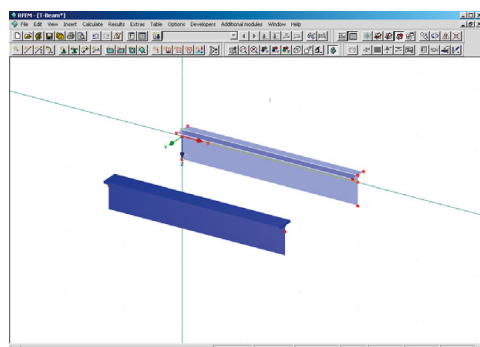 RFEM - [T-Beam*]
File Edit View Insert Calculate Results Extras Table Options Developers Additional modules Window Help
Y
Z